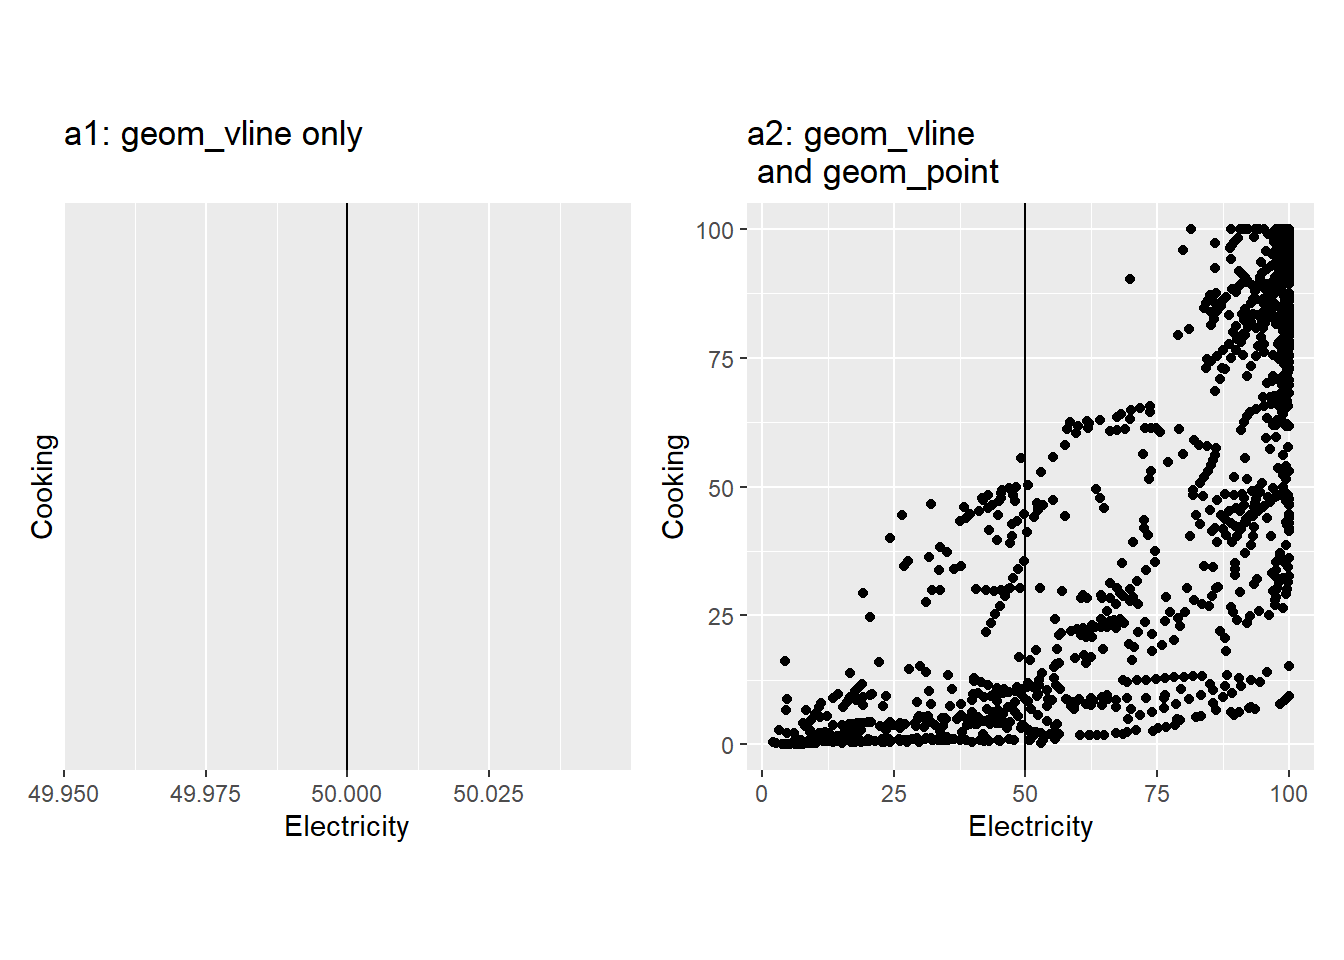 a1: geom_vline only
Cooking
49.950
49.975
50.000
50.025
Electricity
a2: geom_vline
and geom_point
Cooking
100
75
50
25
0
0
25
50
75
100
Electricity